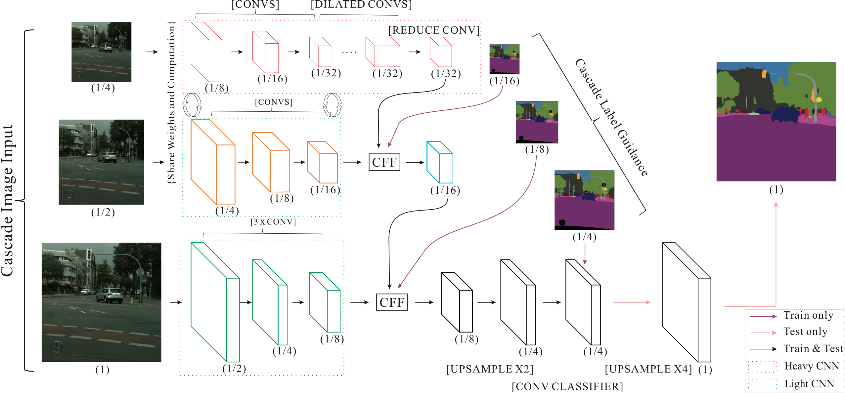 [CONVS]
[DILATED CONVS]
[REDUCE CONV]
(1/4)
(1/8)
(1/16)
(1/32)
(1/32)
(1/32)
(1/16)
Cascade Image Input
{Share Weights and Computation}
Cascade Label Guidance
[CONVS]
(1/2)
(1/4)
(1/8)
(1/16)
CFF
(1/16)
(1/8)
(1)
[3XCONV]
(1/4)
(1)
(1/2)
(1/4)
(1/8)
CFF
(1/8)
(1/4)
(1/4)
(1)
[UPSAMPLE X2]
[UPSAMPLE X4]
[CONV CLASSIFIER]
Train only
Test only
Train & Test
Heavy CNN
Light CNN